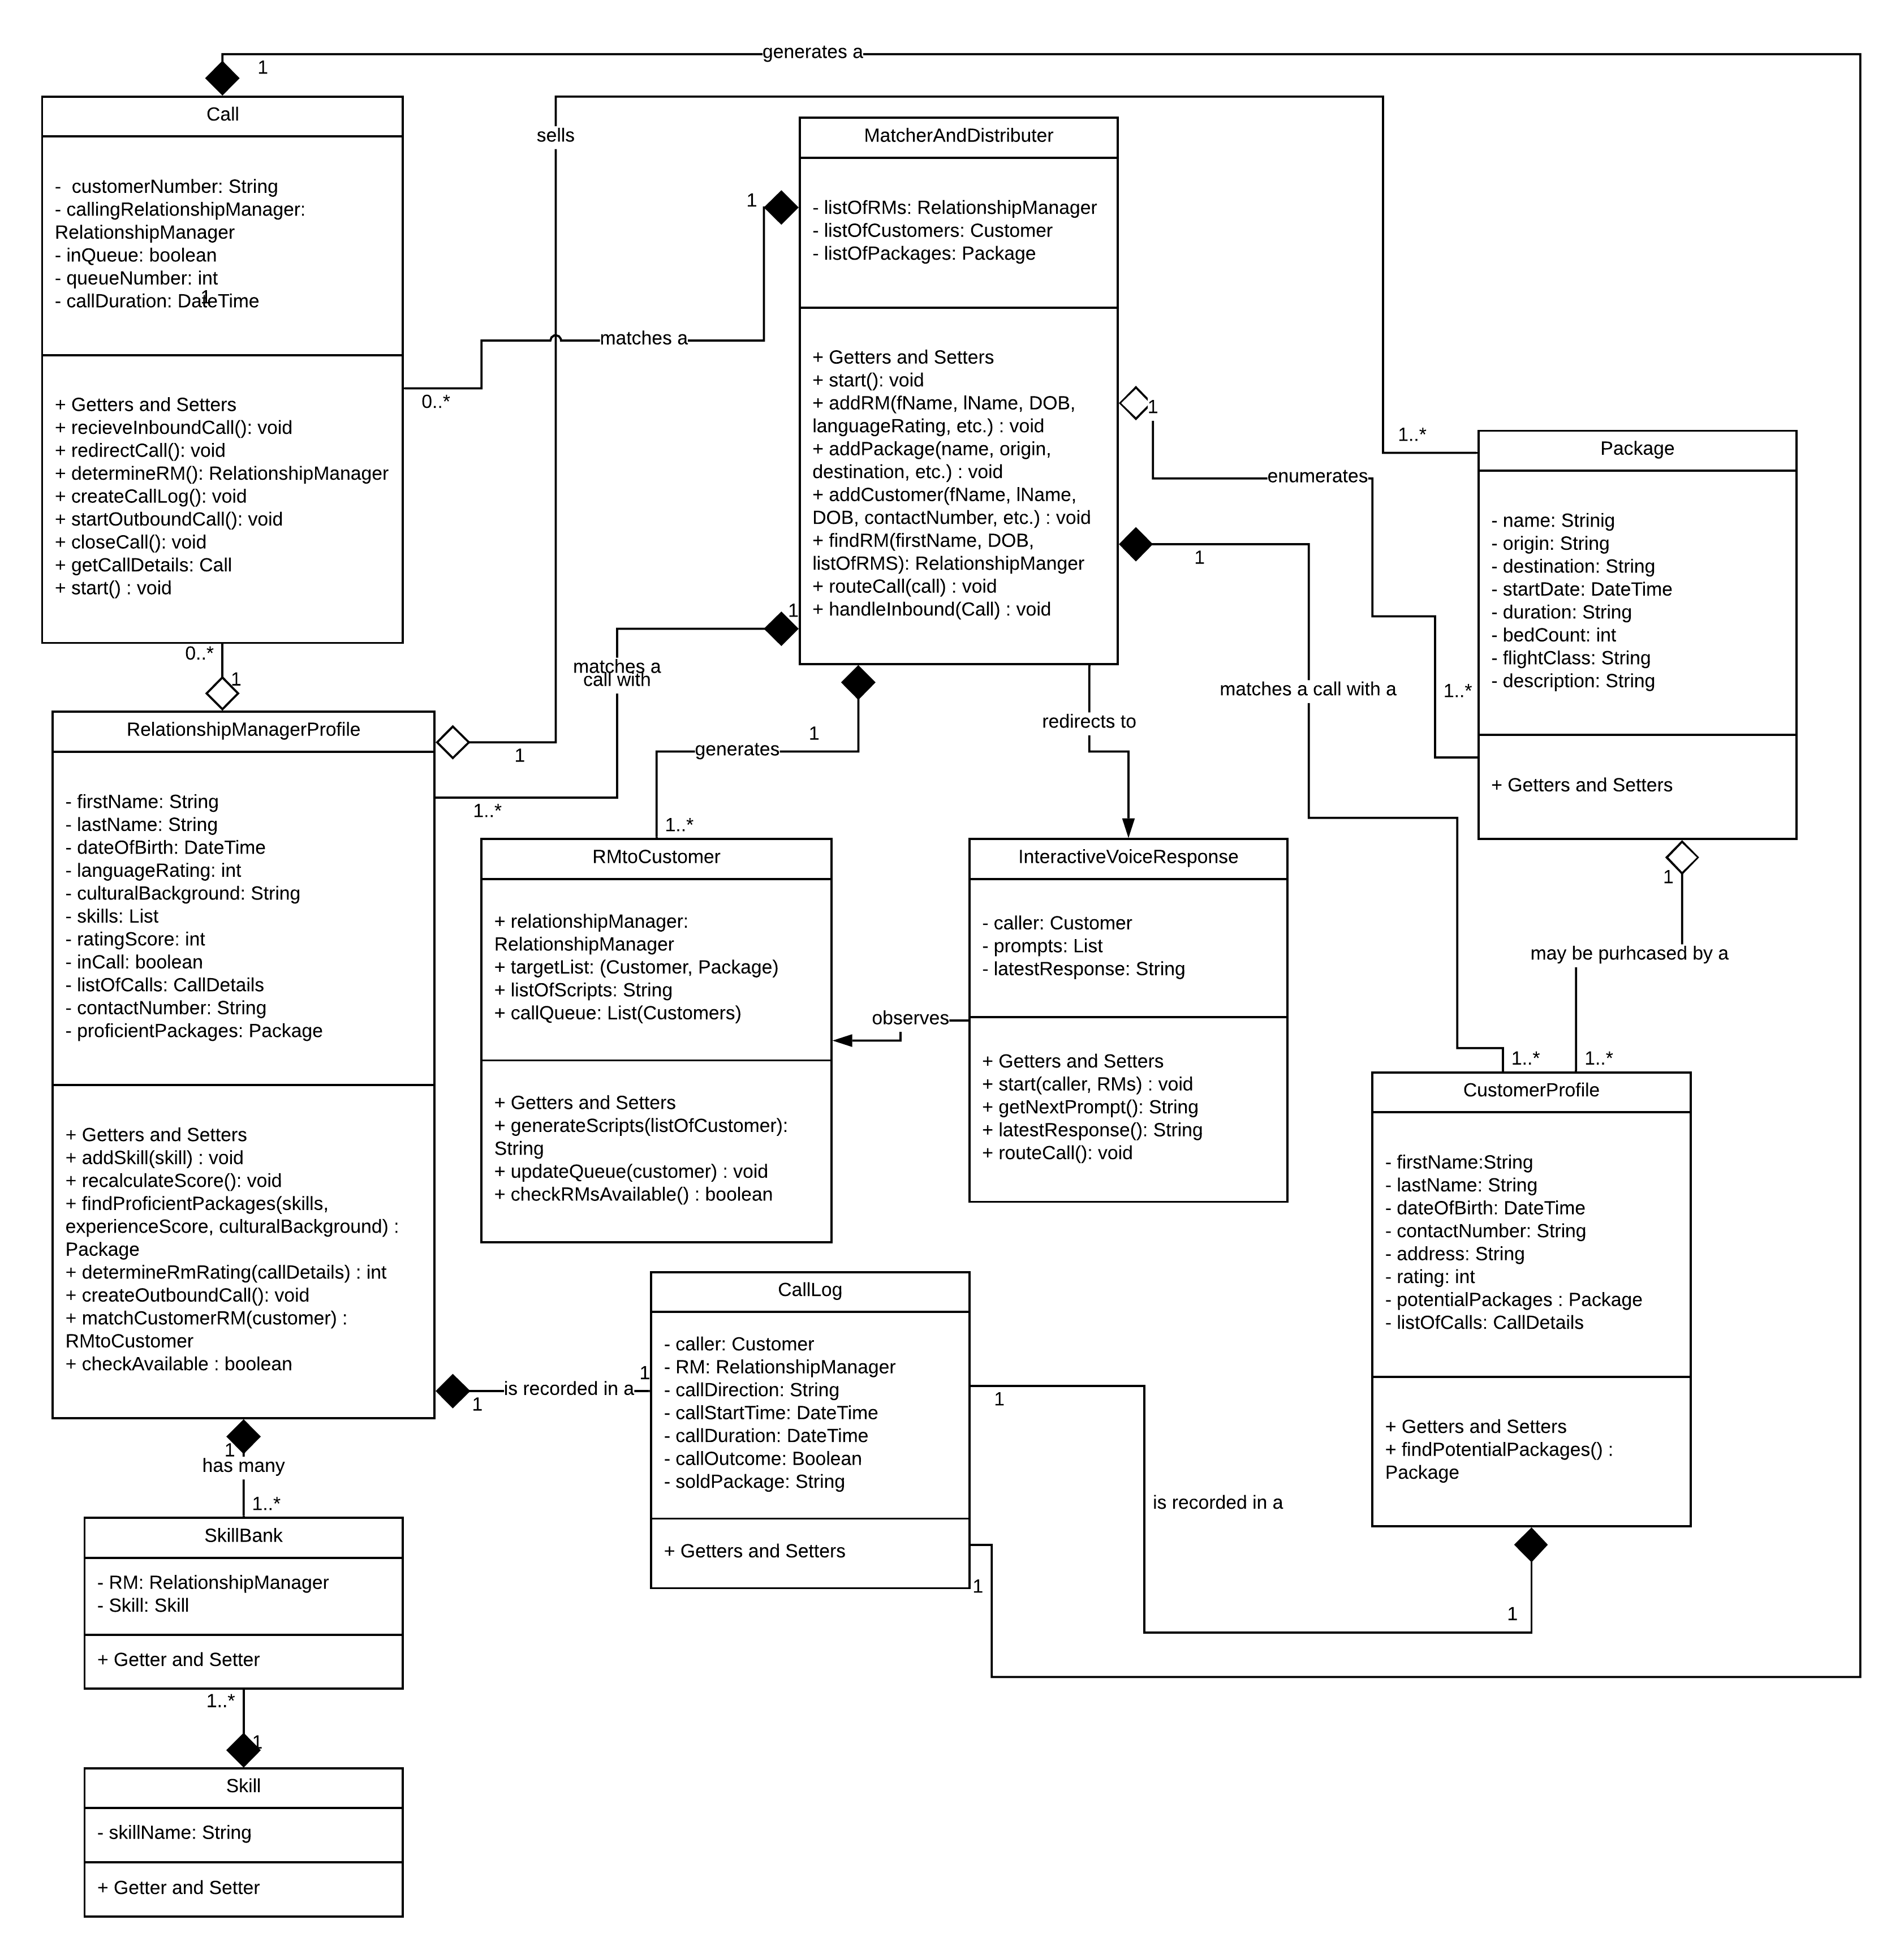 generates a
1
Call
-  customerNumber: String
- callingRelationshipManager:
RelationshipManager
- inQueue: boolean
- queueNumber: int
- callDuration: DateTime
1
+ Getters and Setters
+ recieveInboundCall(): void
+ redirectCall(): void
+ determineRM(): RelationshipManager
+ createCallLog(): void
+ startOutboundCall(): void
+ closeCall(): void
+ getCallDetails: Call
+ start() : void
sells
matches a
1
0..*
MatcherAndDistributer
- listOfRMs: RelationshipManager
- listOfCustomers: Customer
- listOfPackages: Package
+ Getters and Setters
+ start(): void
+ addRM(fName, lName, DOB,
languageRating, etc.) : void
+ addPackage(name, origin,
destination, etc.) : void
+ addCustomer(fName, lName,
DOB, contactNumber, etc.) : void
+ findRM(firstName, DOB,
listOfRMS): RelationshipManger
+ routeCall(call) : void
+ handleInbound(Call) : void
1
enumerates
1..*
1
matches a call with a
1..*
Package
- name: Strinig
- origin: String
- destination: String
- startDate: DateTime
- duration: String
- bedCount: int
- flightClass: String
- description: String
+ Getters and Setters
1..*
0..*
1
1
matches a
call with
1
1..*
RelationshipManagerProfile
- firstName: String
- lastName: String
- dateOfBirth: DateTime
- languageRating: int
- culturalBackground: String
- skills: List
- ratingScore: int
- inCall: boolean
- listOfCalls: CallDetails
- contactNumber: String
- proficientPackages: Package
+ Getters and Setters
+ addSkill(skill) : void
+ recalculateScore(): void
+ findProficientPackages(skills,
experienceScore, culturalBackground) :
Package
+ determineRmRating(callDetails) : int
+ createOutboundCall(): void
+ matchCustomerRM(customer) :
RMtoCustomer
+ checkAvailable : boolean
generates
1
1..*
RMtoCustomer
+ relationshipManager:
RelationshipManager
+ targetList: (Customer, Package)
+ listOfScripts: String
+ callQueue: List(Customers)
+ Getters and Setters
+ generateScripts(listOfCustomer):
String
+ updateQueue(customer) : void
+ checkRMsAvailable() : boolean
redirects to
observes
InteractiveVoiceResponse
- caller: Customer
- prompts: List
- latestResponse: String
+ Getters and Setters
+ start(caller, RMs) : void
+ getNextPrompt(): String
+ latestResponse(): String
+ routeCall(): void
1
may be purhcased by a
1..*
CustomerProfile
- firstName:String
- lastName: String
- dateOfBirth: DateTime
- contactNumber: String
- address: String
- rating: int
- potentialPackages : Package
- listOfCalls: CallDetails
+ Getters and Setters
+ findPotentialPackages() :
Package
1
is recorded in a
1
CallLog
- caller: Customer
- RM: RelationshipManager
- callDirection: String
- callStartTime: DateTime
- callDuration: DateTime
- callOutcome: Boolean
- soldPackage: String
+ Getters and Setters
1
is recorded in a
1
1
1
has many
1..*
SkillBank
- RM: RelationshipManager
- Skill: Skill
+ Getter and Setter
1..*
1
Skill
- skillName: String
+ Getter and Setter